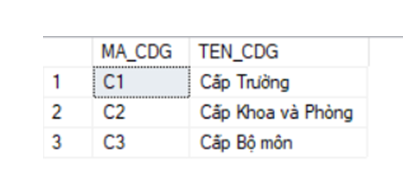 MA_CDG TEN_CDG
1 C1 Cấp Trường
2 C2 Cấp Khoa và Phòng
3 C3 Cấp Bộ môn